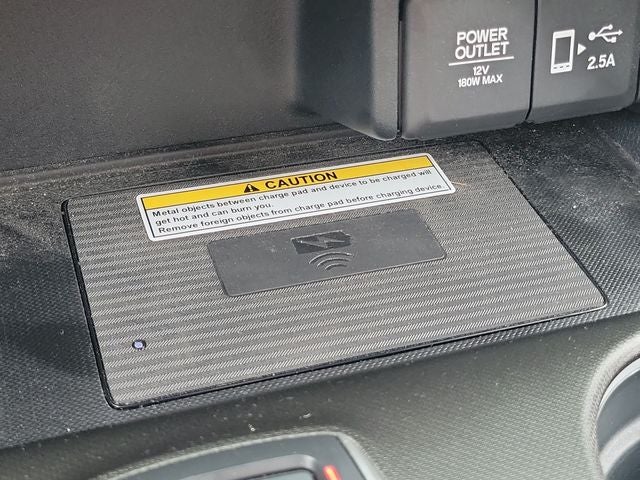 POWER
OUTLET
12V
180W MAX
2.5A
CAUTION
Metal objects between charge pad and device to be charged will
get hot and can burn you.
Remove foreign objects from charge pad before charging device.